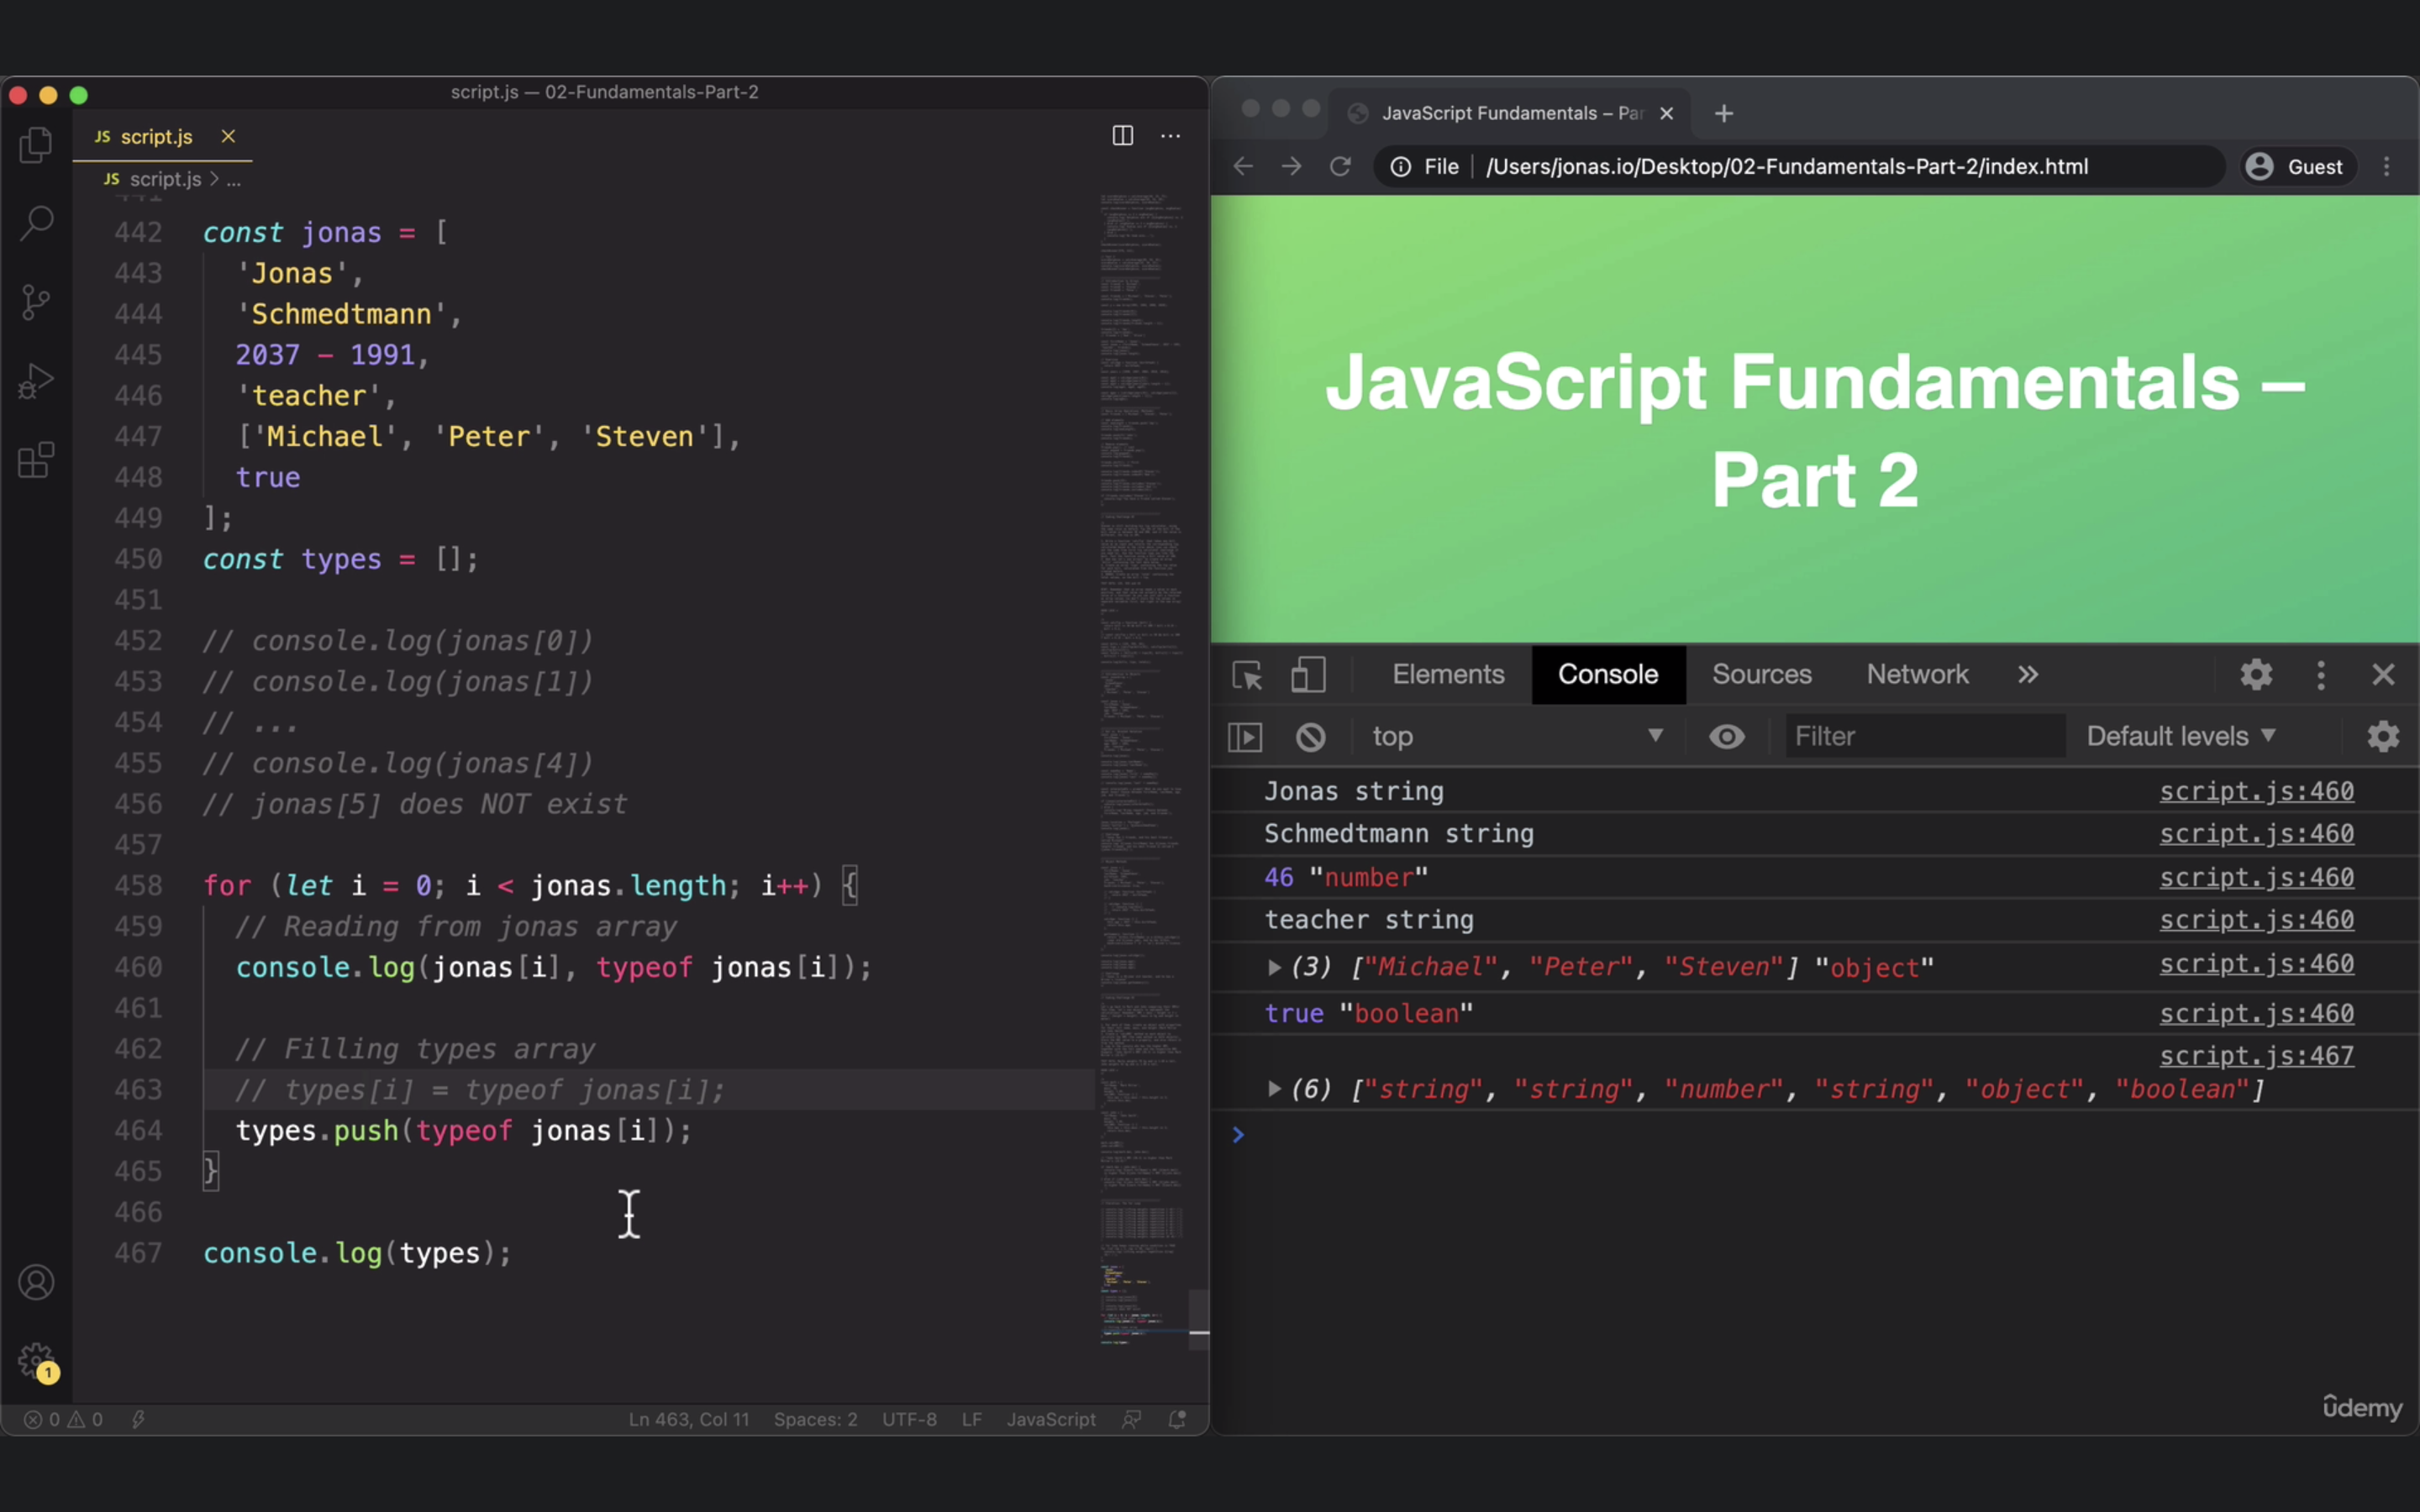 script.js — 02-Fundamentals-Part-2
JS script.js
JS script.js > ...
441
442 const jonas = [
443 'Jonas',
444 'Schmedtmann',
445 2037 - 1991,
446 'teacher',
447 ['Michael', 'Peter', 'Steven'],
448 true
449 ];
450 const types = [];
451
452 // console.log(jonas[0])
453 // console.log(jonas[1])
454 // ...
455 // console.log(jonas[4])
456 // jonas[5] does NOT exist
457
458 for (let i = 0; i < jonas.length; i++) {
459 // Reading from jonas array
460 console.log(jonas[i], typeof jonas[i]);
461
462 // Filling types array
463 // types[i] = typeof jonas[i];
464 types.push(typeof jonas[i]);
465 }
466
467 console.log(types);
1
0 0
Ln 463, Col 11 Spaces: 2 UTF-8 LF JavaScript
JavaScript Fundamentals – Par
File /Users/jonas.io/Desktop/02-Fundamentals-Part-2/index.html Guest
JavaScript Fundamentals –
Part 2
Elements Console Sources Network »
top Filter Default levels
Jonas string script.js:460
Schmedtmann string script.js:460
46 "number" script.js:460
teacher string script.js:460
(3) ["Michael", "Peter", "Steven"] "object" script.js:460
true "boolean" script.js:460
script.js:467
(6) ["string", "string", "number", "string", "object", "boolean"]
>
ûdemy